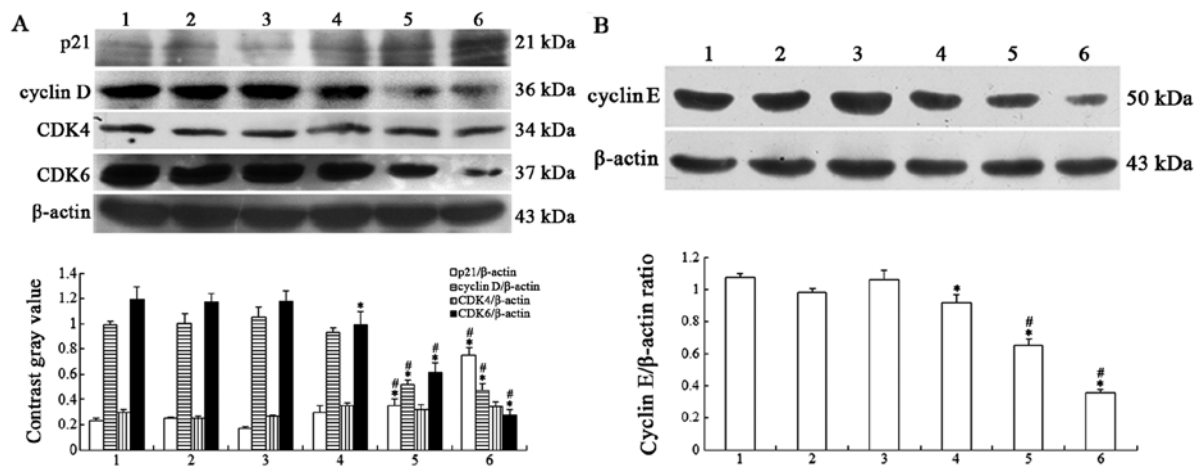 A
1 2 3 4 5 6
p21 21 kDa
cyclin D 36 kDa
CDK4 34 kDa
CDK6 37 kDa
β-actin 43 kDa
Contrast gray value
1.4
1.2
1
0.8
0.6
0.4
0.2
0
p21/β-actin
cyclin D/β-actin
CDK4/β-actin
CDK6/β-actin
*
#
*
#
*
#
*
#
*
#
*
#
*
1 2 3 4 5 6
B
1 2 3 4 5 6
cyclin E 50 kDa
β-actin 43 kDa
Cyclin E/β-actin ratio
1.2
1
0.8
0.6
0.4
0.2
0
*
#
*
#
*
1 2 3 4 5 6